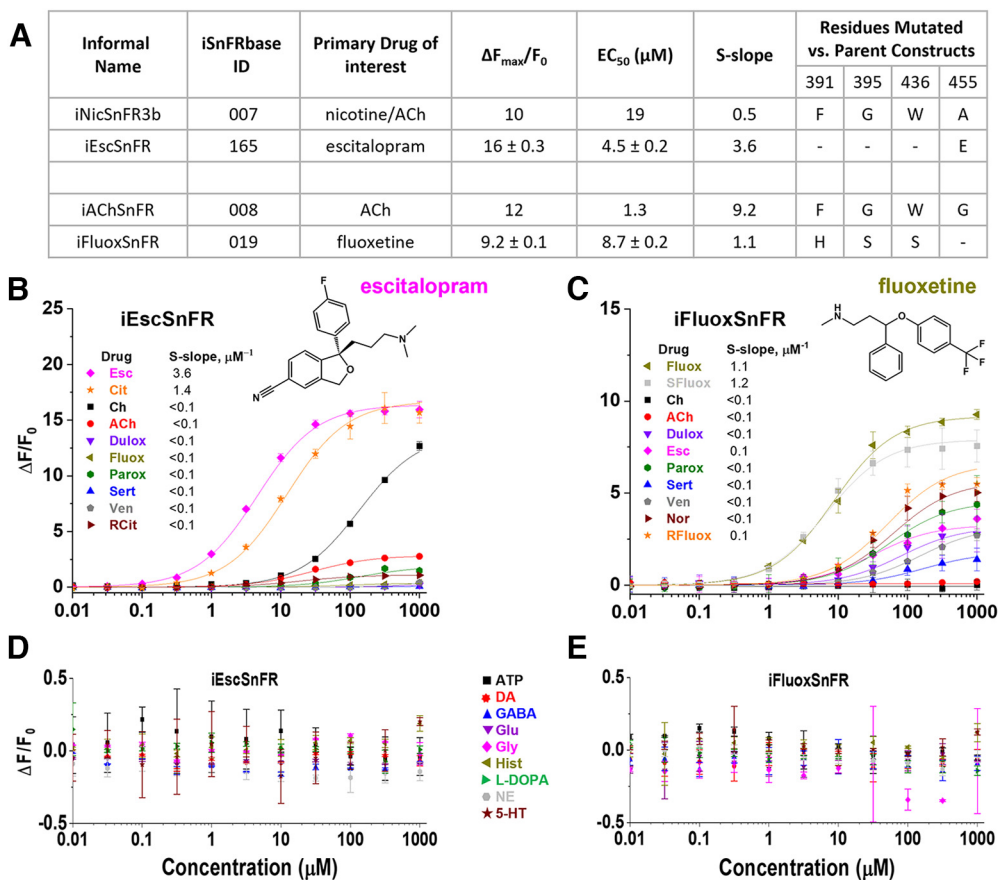 A
Informal Name
iSnFRbase ID
Primary Drug of interest
ΔFmax/F0
EC50 (μM)
S-slope
Residues Mutated vs. Parent Constructs
391 395 436 455
iNicSnFR3b 007 nicotine/ACh 10 19 0.5 F G W A
iEscSnFR 165 escitalopram 16 ± 0.3 4.5 ± 0.2 3.6 - - - E
iAChSnFR 008 ACh 12 1.3 9.2 F G W G
iFluoxSnFR 019 fluoxetine 9.2 ± 0.1 8.7 ± 0.2 1.1 H S S -
B
escitalopram
iEscSnFR
F
N
O
N
Drug S-slope, μM⁻¹
Esc 3.6
Cit 1.4
Ch <0.1
ACh <0.1
Dulox <0.1
Fluox <0.1
Parox <0.1
Sert <0.1
Ven <0.1
RCit <0.1
ΔF/F0
25
20
15
10
5
0
0.01 0.1 1 10 100 1000
C
fluoxetine
iFluoxSnFR
H
N
O
F
F
F
Drug S-slope, μM⁻¹
Fluox 1.1
SFluox 1.2
Ch <0.1
ACh <0.1
Dulox <0.1
Esc 0.1
Parox <0.1
Sert <0.1
Ven <0.1
Nor <0.1
RFluox 0.1
15
10
5
0
0.01 0.1 1 10 100 1000
D
iEscSnFR
ΔF/F0
0.5
0.0
-0.5
0.01 0.1 1 10 100 1000
Concentration (μM)
ATP
DA
GABA
Glu
Gly
Hist
L-DOPA
NE
5-HT
E
iFluoxSnFR
0.5
0.0
-0.5
0.01 0.1 1 10 100 1000
Concentration (μM)